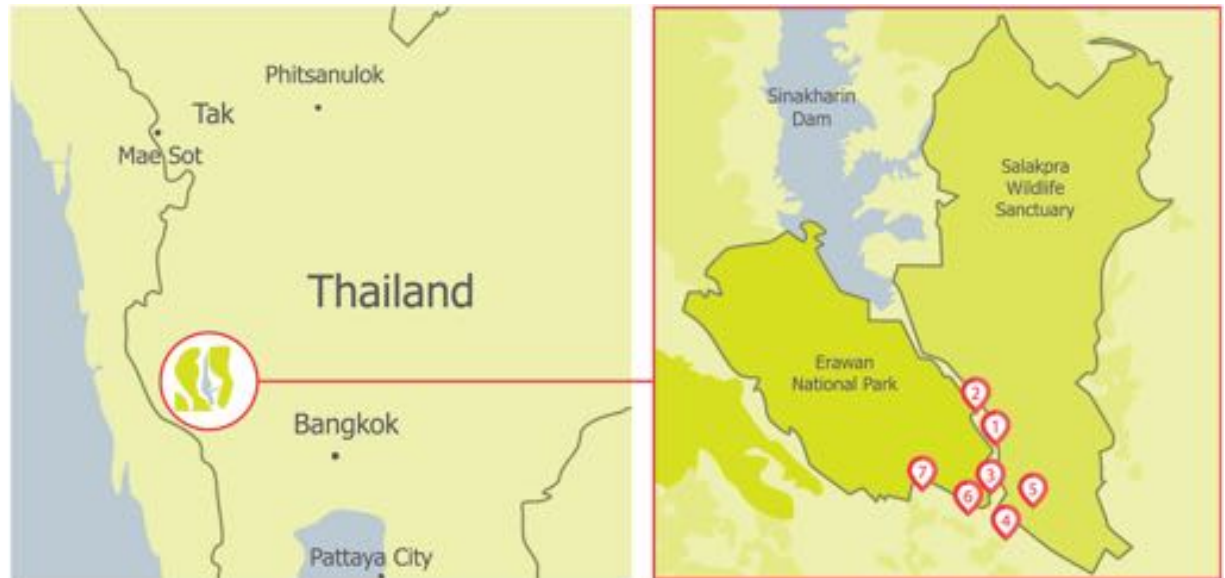 Phitsanulok
Tak
Mae Sot
Thailand
Bangkok
Pattaya City
Sinakharin
Dam
Salakpra
Wildlife
Sanctuary
Erawan
National Park
2
1
3
7
6
5
4